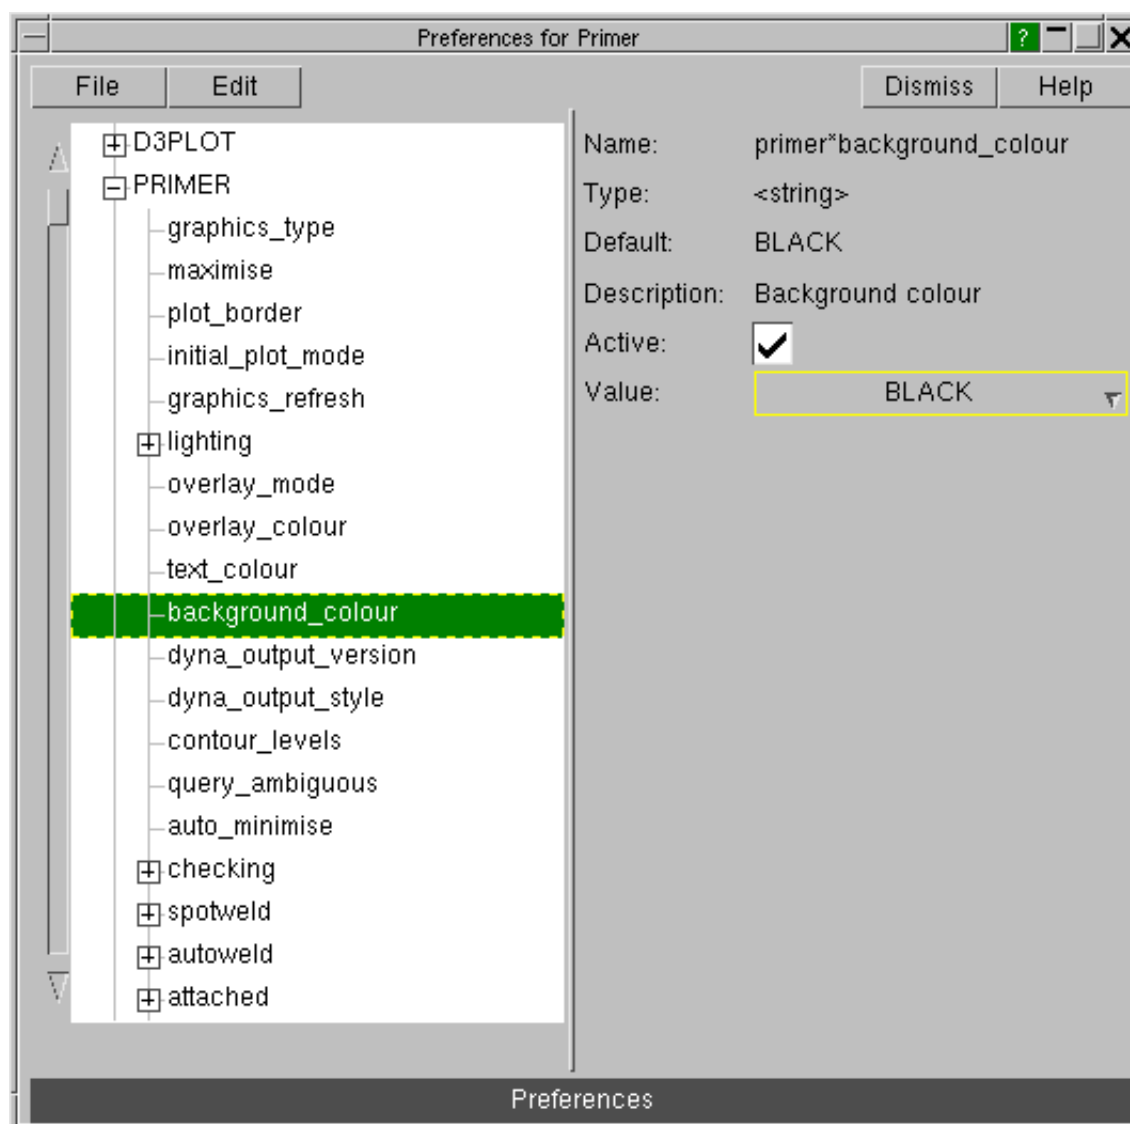 Preferences for Primer
?
File Edit Dismiss Help
D3PLOT
PRIMER
graphics_type
maximise
plot_border
initial_plot_mode
graphics_refresh
lighting
overlay_mode
overlay_colour
text_colour
background_colour
dyna_output_version
dyna_output_style
contour_levels
query_ambiguous
auto_minimise
checking
spotweld
autoweld
attached
Name: primer*background_colour
Type: <string>
Default: BLACK
Description: Background colour
Active:
Value: BLACK
Preferences